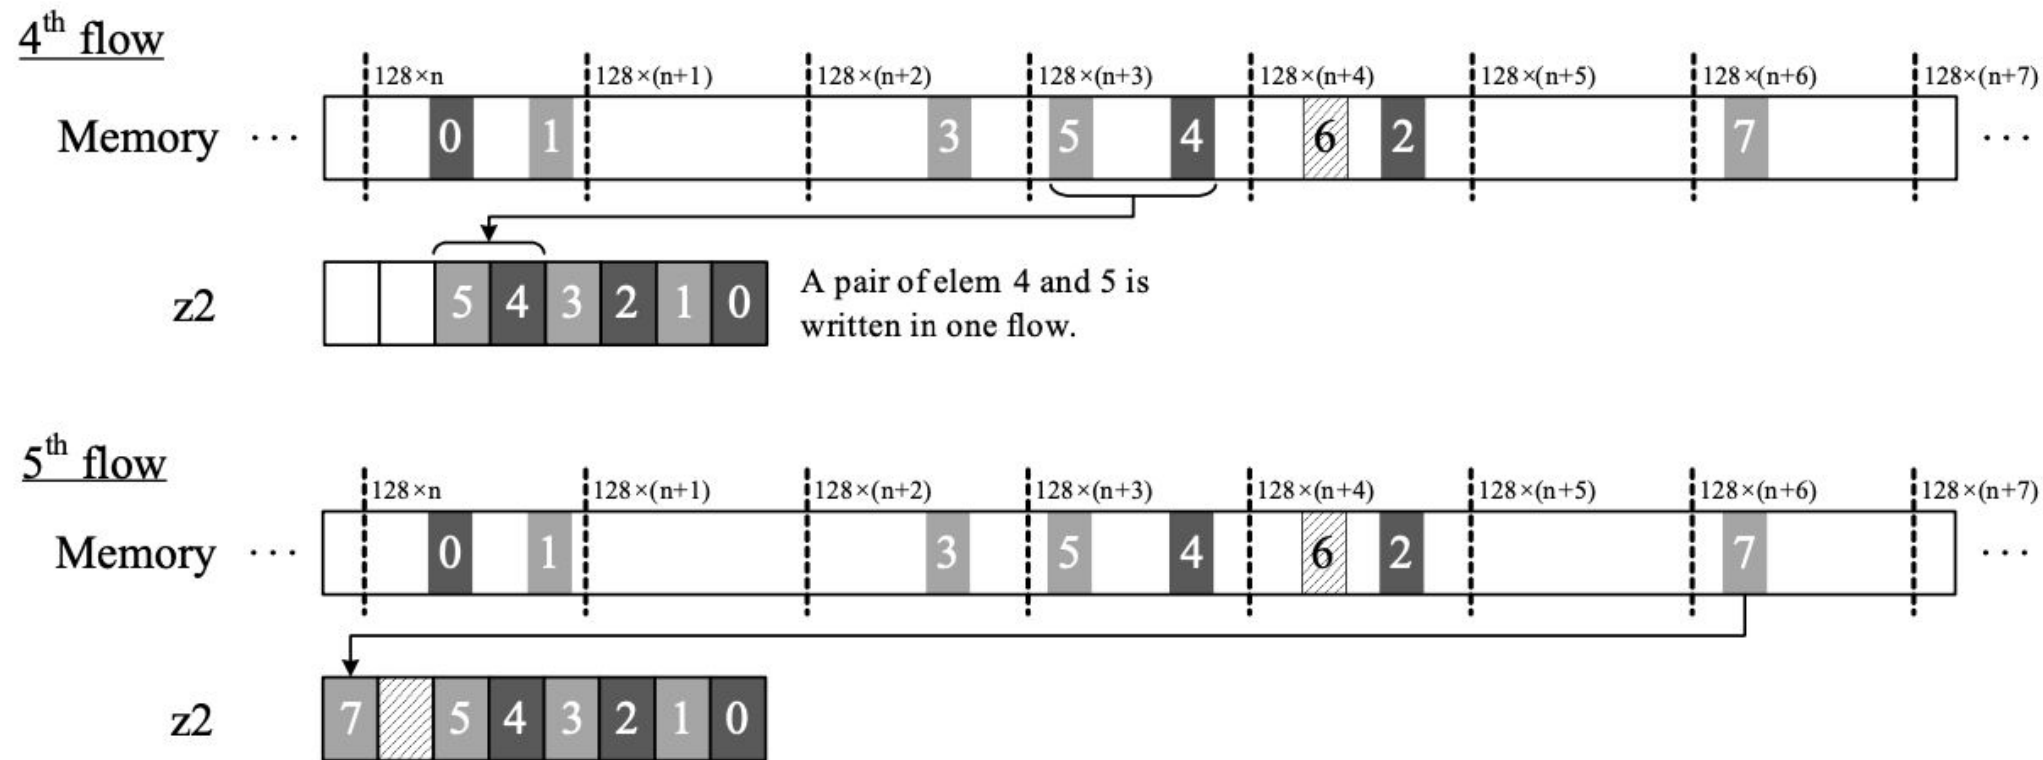 4th flow
128×n 128×(n+1) 128×(n+2) 128×(n+3) 128×(n+4) 128×(n+5) 128×(n+6) 128×(n+7)
Memory ··· 0 1 3 5 4 6 2 7 ···
z2 5 4 3 2 1 0
A pair of elem 4 and 5 is
written in one flow.
5th flow
128×n 128×(n+1) 128×(n+2) 128×(n+3) 128×(n+4) 128×(n+5) 128×(n+6) 128×(n+7)
Memory ··· 0 1 3 5 4 6 2 7 ···
z2 7 5 4 3 2 1 0